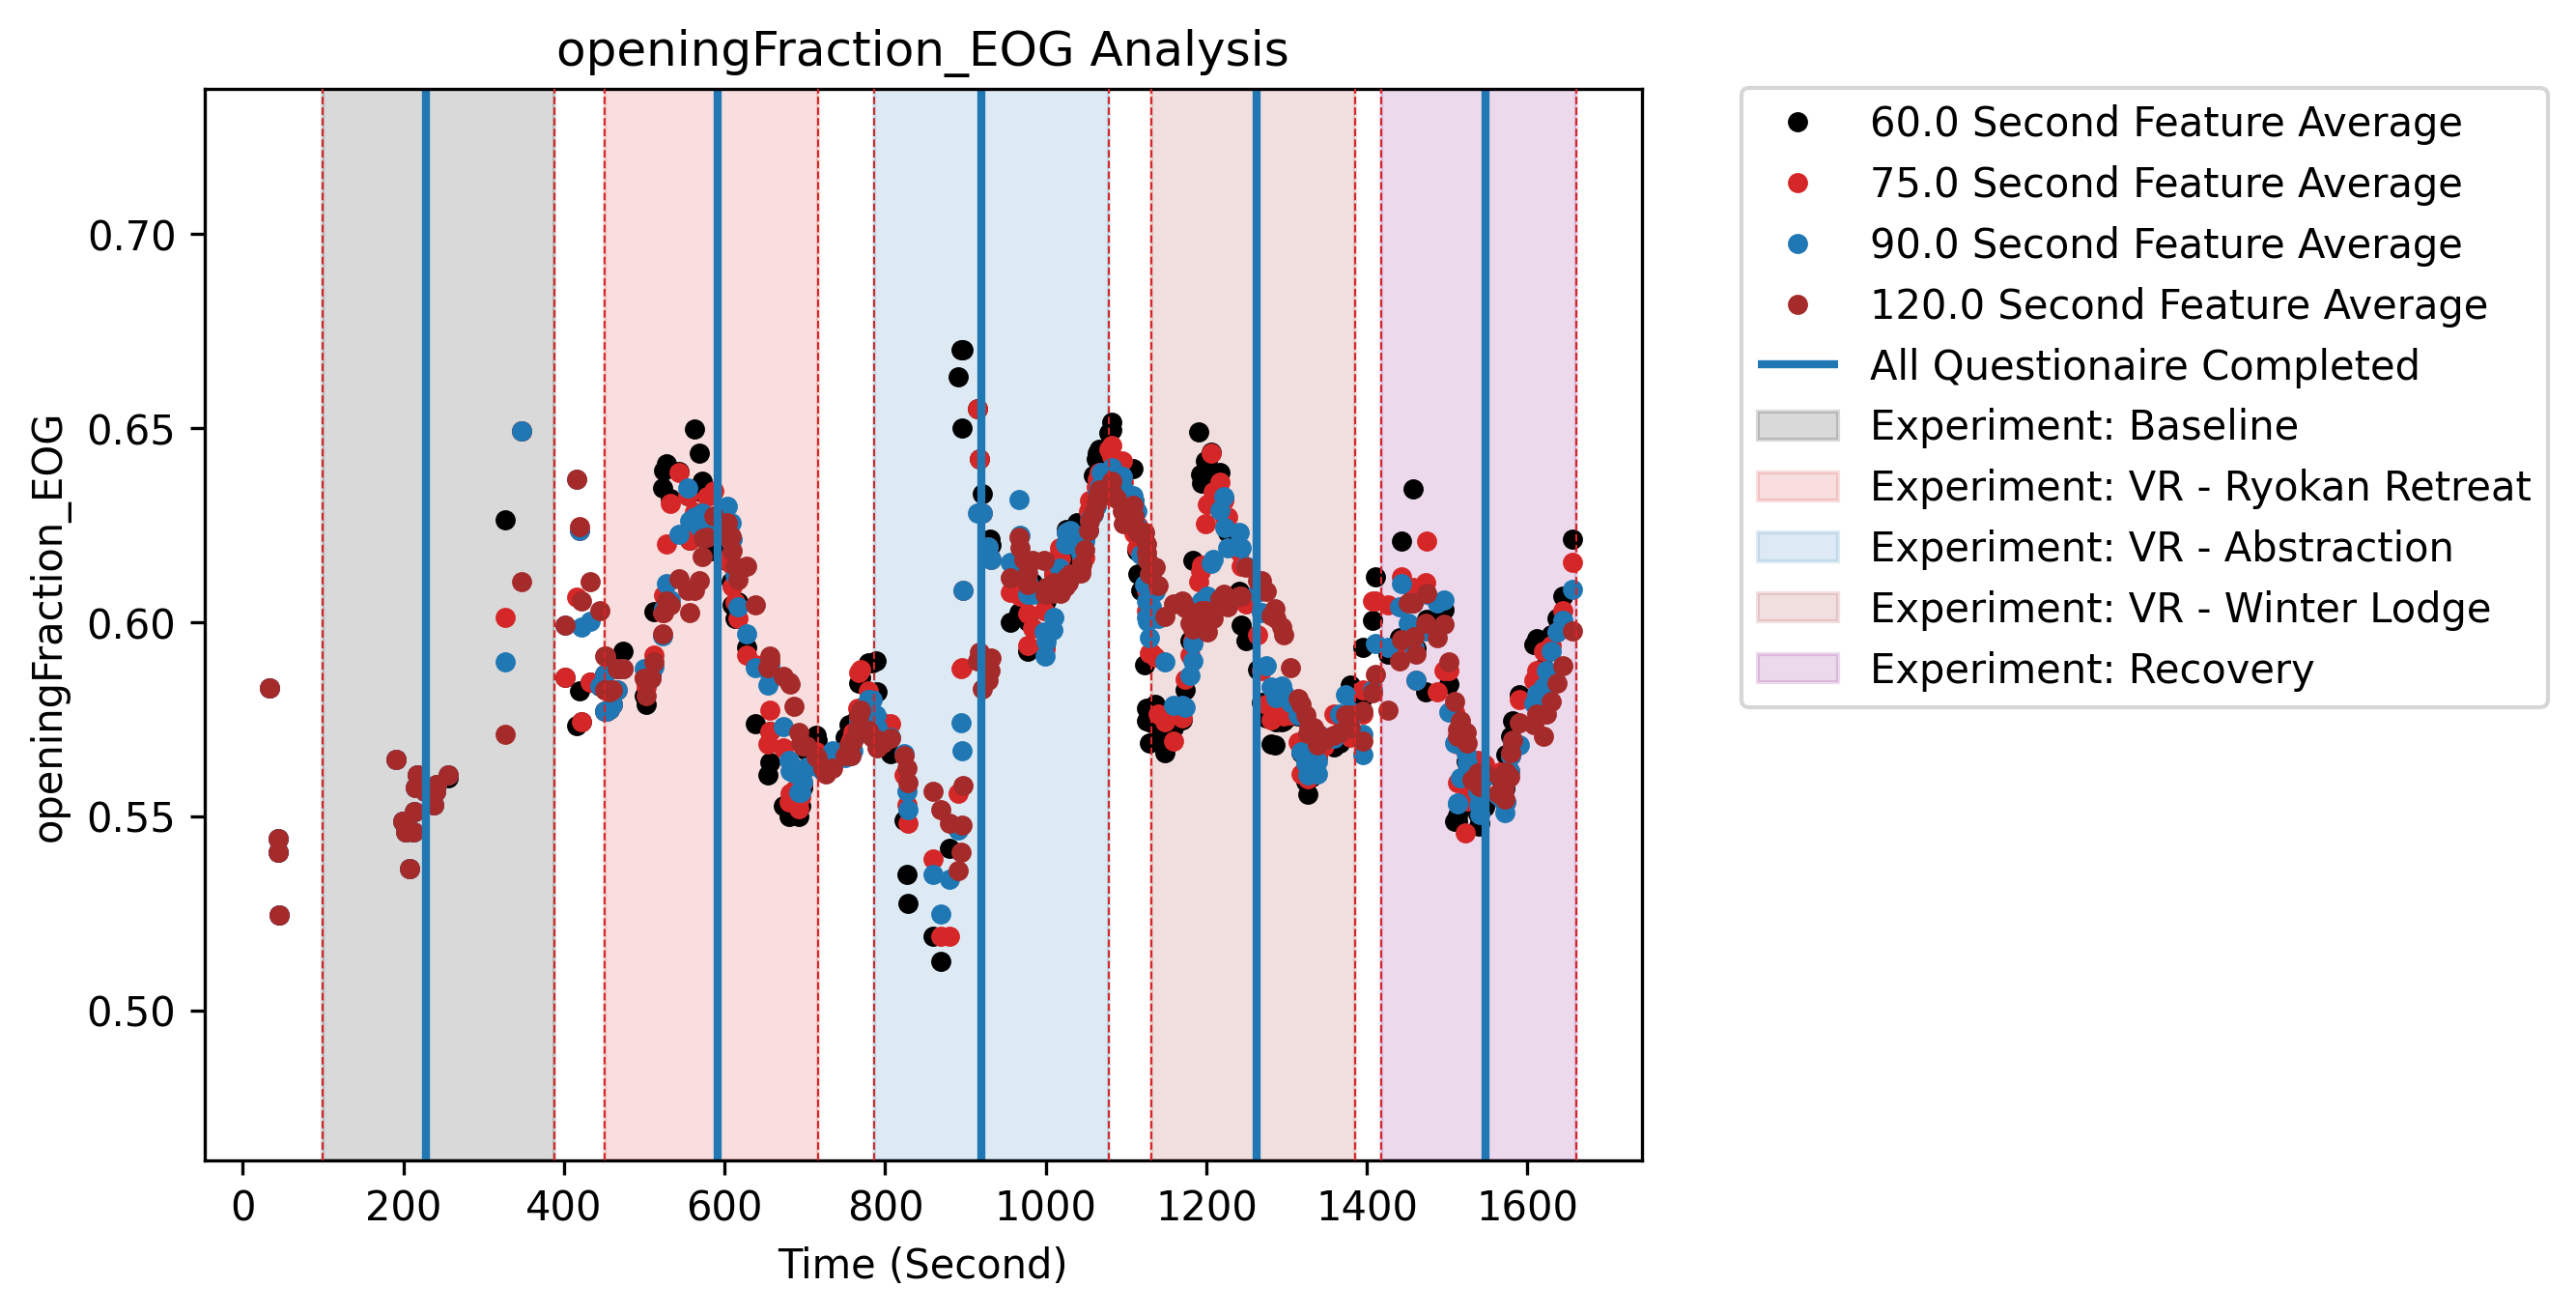 openingFraction_EOG Analysis
openingFraction_EOG
0.70
0.65
0.60
0.55
0.50
0
200
400
600
800
1000
1200
1400
1600
Time (Second)
60.0 Second Feature Average
75.0 Second Feature Average
90.0 Second Feature Average
120.0 Second Feature Average
All Questionaire Completed
Experiment: Baseline
Experiment: VR - Ryokan Retreat
Experiment: VR - Abstraction
Experiment: VR - Winter Lodge
Experiment: Recovery